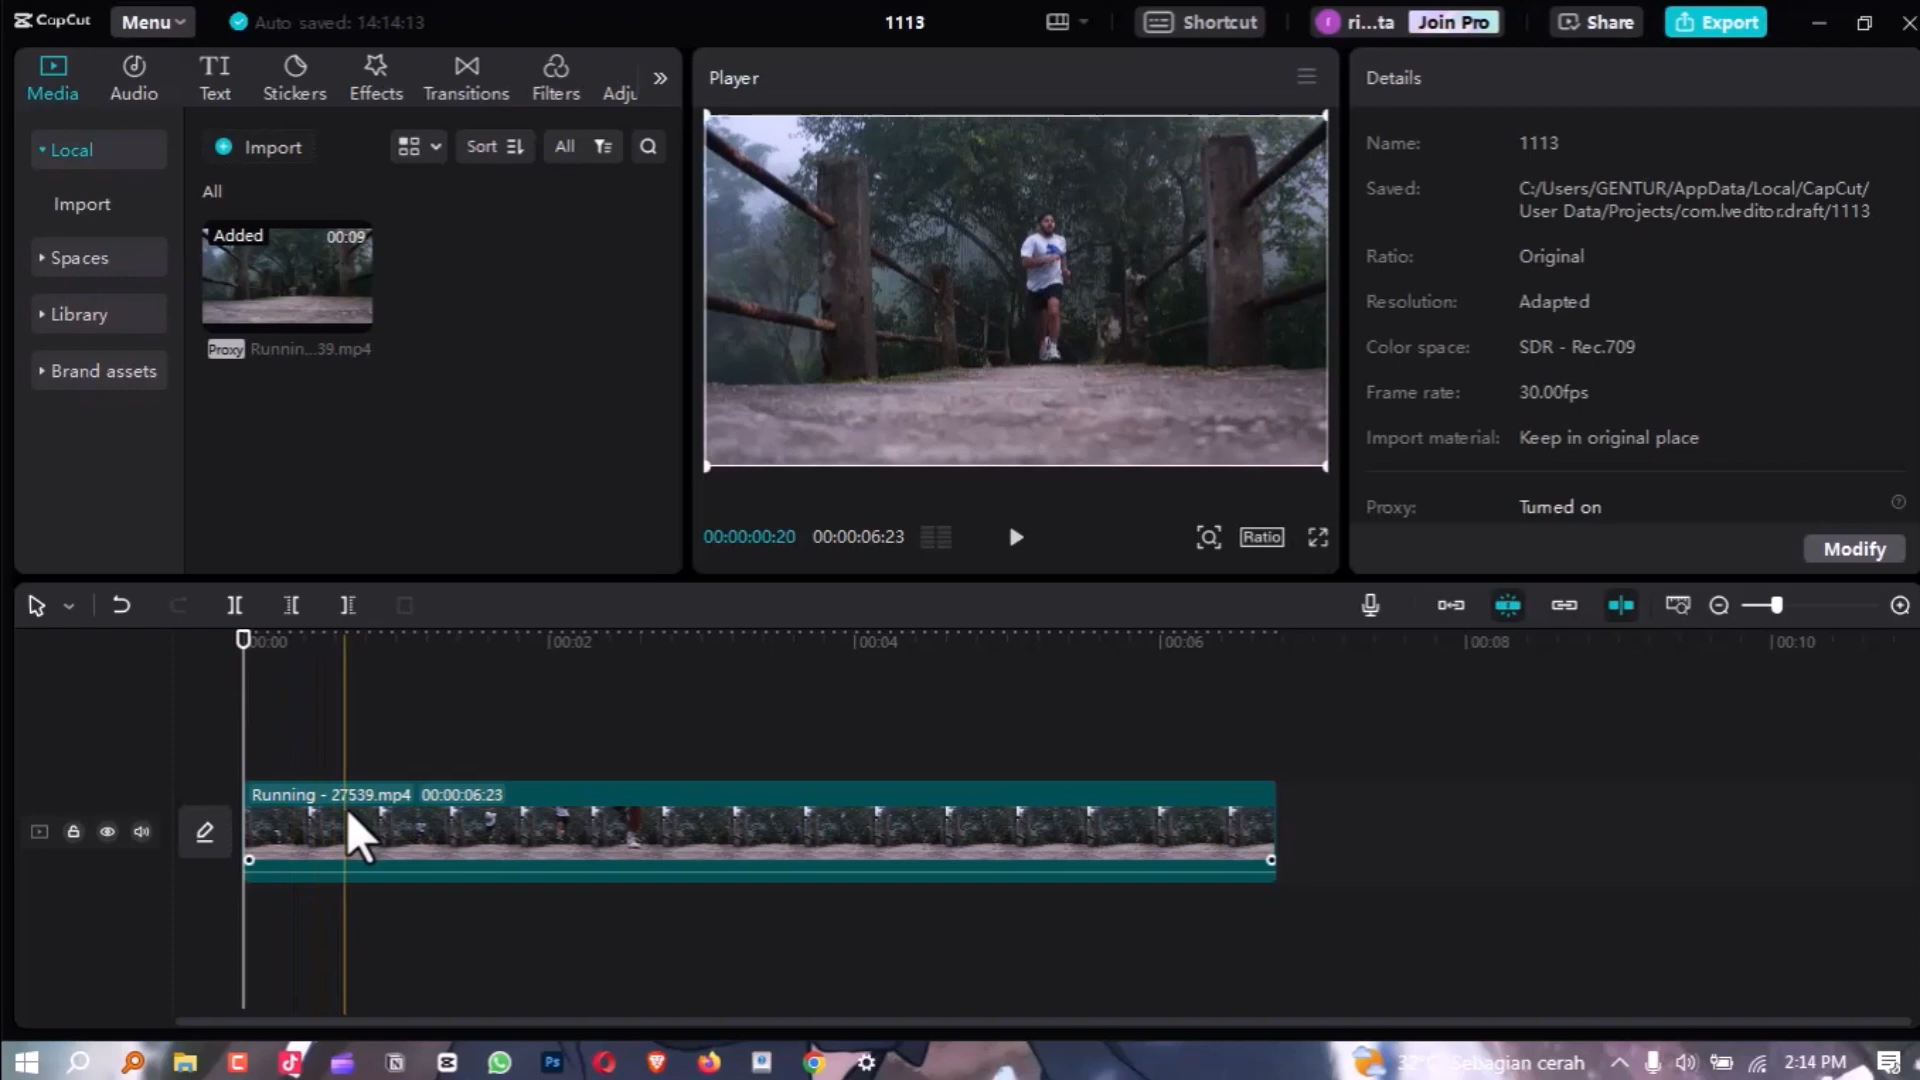 CapCut
Menu
Auto saved: 14:14:13
1113
Shortcut
ri...ta
Join Pro
Share
Export
Media
Audio
TI
Text
Stickers
Effects
Transitions
Filters
Adju
Player
Details
Local
Import
Sort
All
Import
All
Spaces
Library
Brand assets
Added
00:09
Proxy
Runnin...39.mp4
Name:
1113
Saved:
C:/Users/GENTUR/AppData/Local/CapCut/
User Data/Projects/com.lveditor.draft/1113
Ratio:
Original
Resolution:
Adapted
Color space:
SDR - Rec.709
Frame rate:
30.00fps
Import material:
Keep in original place
Proxy:
Turned on
Modify
00:00:00:20
00:00:06:23
Ratio
00:00
00:02
00:04
00:06
00:08
00:10
Running - 27539.mp4
00:00:06:23
Ps
32°C Sebagian cerah
2:14 PM